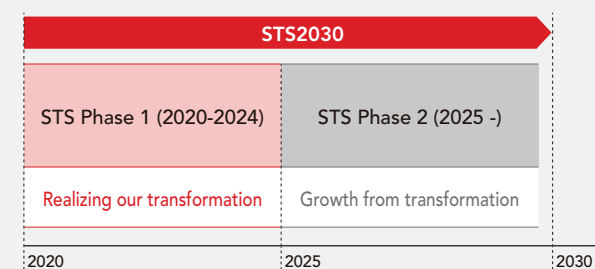 STS2030
STS Phase 1 (2020-2024)
STS Phase 2 (2025 -)
Realizing our transformation
Growth from transformation
2020
2025
2030